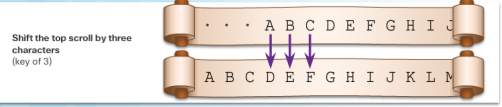 Shift the top scroll by three
characters
(key of 3)
· · · A B C D E F G H I J
A B C D E F G H I J K L M